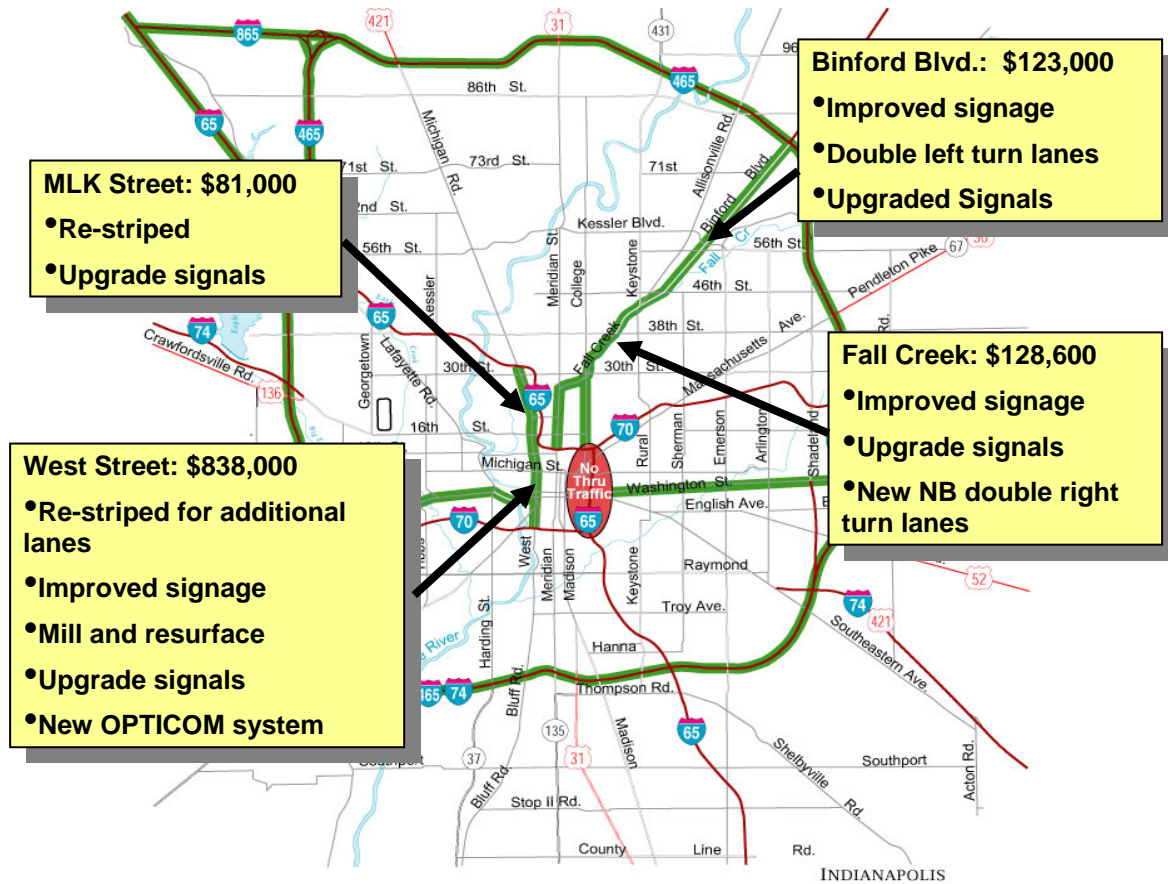 Binford Blvd.: $123,000
•Improved signage
•Double left turn lanes
•Upgraded Signals
MLK Street: $81,000
•Re-striped
•Upgrade signals
Fall Creek: $128,600
•Improved signage
•Upgrade signals
•New NB double right
turn lanes
West Street: $838,000
•Re-striped for additional
lanes
•Improved signage
•Mill and resurface
•Upgrade signals
•New OPTICOM system
421
31
431
865
465
65
465
86th St.
Michigan Rd.
Allisonville Rd.
71st
73rd St.
71st
Binford Blvd.
Kessler Blvd.
56th St.
Meridian St.
College
Keystone
Fall Cr
56th St.
67
Pendleton Pike
46th St.
65
74
Crawfordsville Rd.
136
Georgetown
Lafayette Rd.
38th St.
Fall Creek
30th St.
30th St.
Massachusetts Ave.
Rd.
65
70
16th St.
Rural
Sherman
Emerson
Arlington
Shadeland
Michigan St.
No
Thru
Traffic
65
Washington St.
English Ave.
70
West
Meridian
Madison
Keystone
Raymond
52
74
421
Troy Ave.
Harding St.
River
Hanna
Southeastern Ave.
465 74
Bluff Rd.
Thompson Rd.
135
Madison
65
37
31
Shelbyville Rd.
Southport
Southport
Acton Rd.
Bluff Rd.
Stop II Rd.
County Line Rd.
INDIANAPOLIS